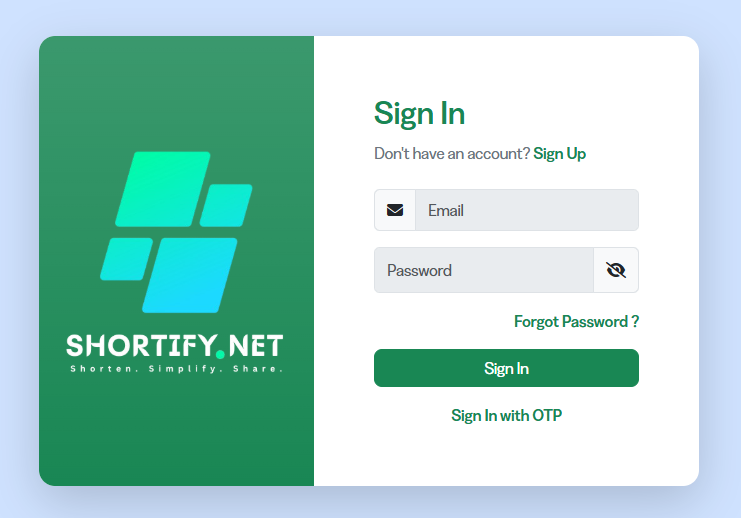 SHORTIFY.NET
Shorten. Simplify. Share.
Sign In
Don't have an account? Sign Up
Email
Password
Forgot Password ?
Sign In
Sign In with OTP